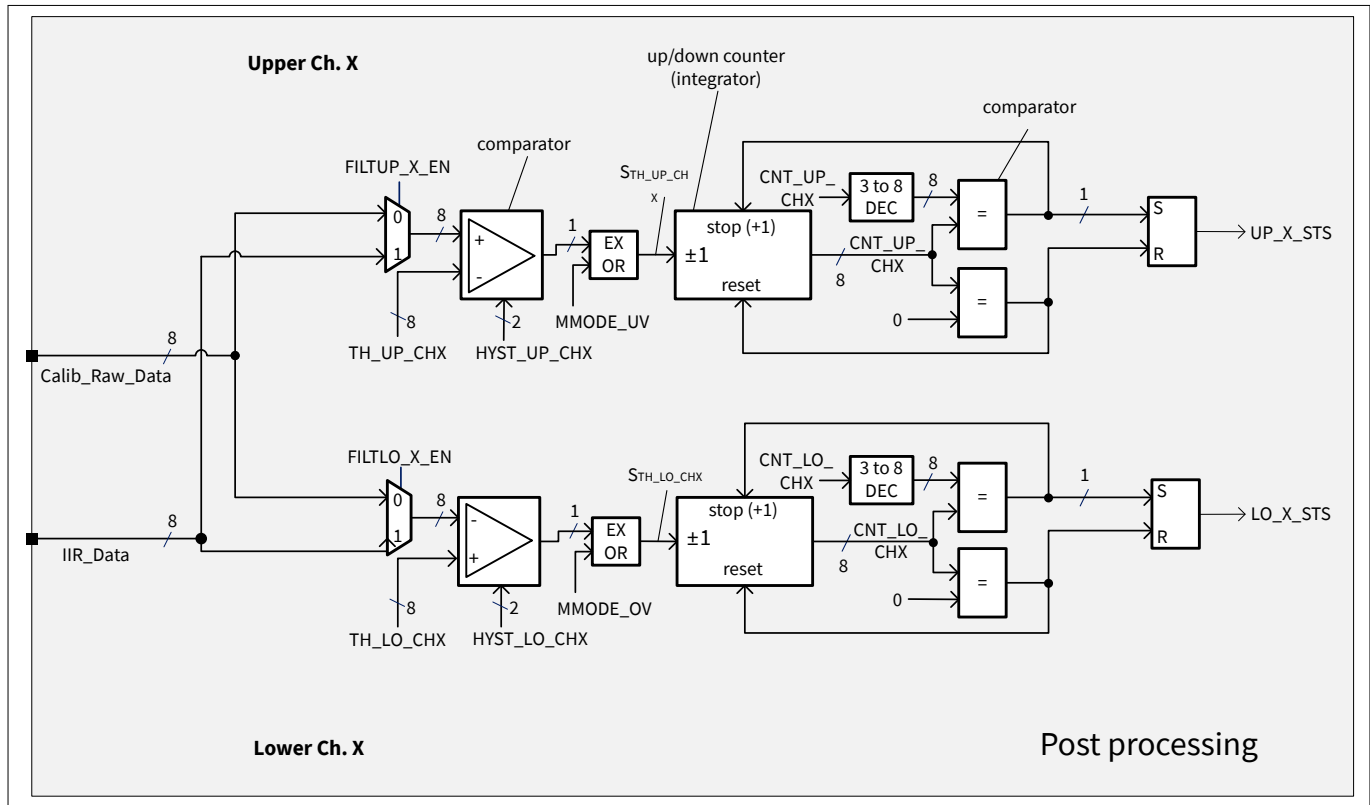 Upper Ch. X
up/down counter
(integrator)
comparator
comparator
FILTUP_X_EN
STH_UP_CH
X
CNT_UP_
CHX
3 to 8
DEC
8
1
0
8
+
1
EX
OR
stop (+1)
=
S
UP_X_STS
1
-
±1
CNT_UP_
CHX
R
reset
8
=
8
2
MMODE_UV
0
TH_UP_CHX
HYST_UP_CHX
8
Calib_Raw_Data
FILTLO_X_EN
STH_LO_CHX
CNT_LO_
CHX
3 to 8
DEC
8
1
0
8
-
1
EX
OR
stop (+1)
=
S
LO_X_STS
8
IIR_Data
1
+
±1
CNT_LO_
CHX
R
reset
8
=
8
2
MMODE_OV
0
TH_LO_CHX
HYST_LO_CHX
Lower Ch. X
Post processing